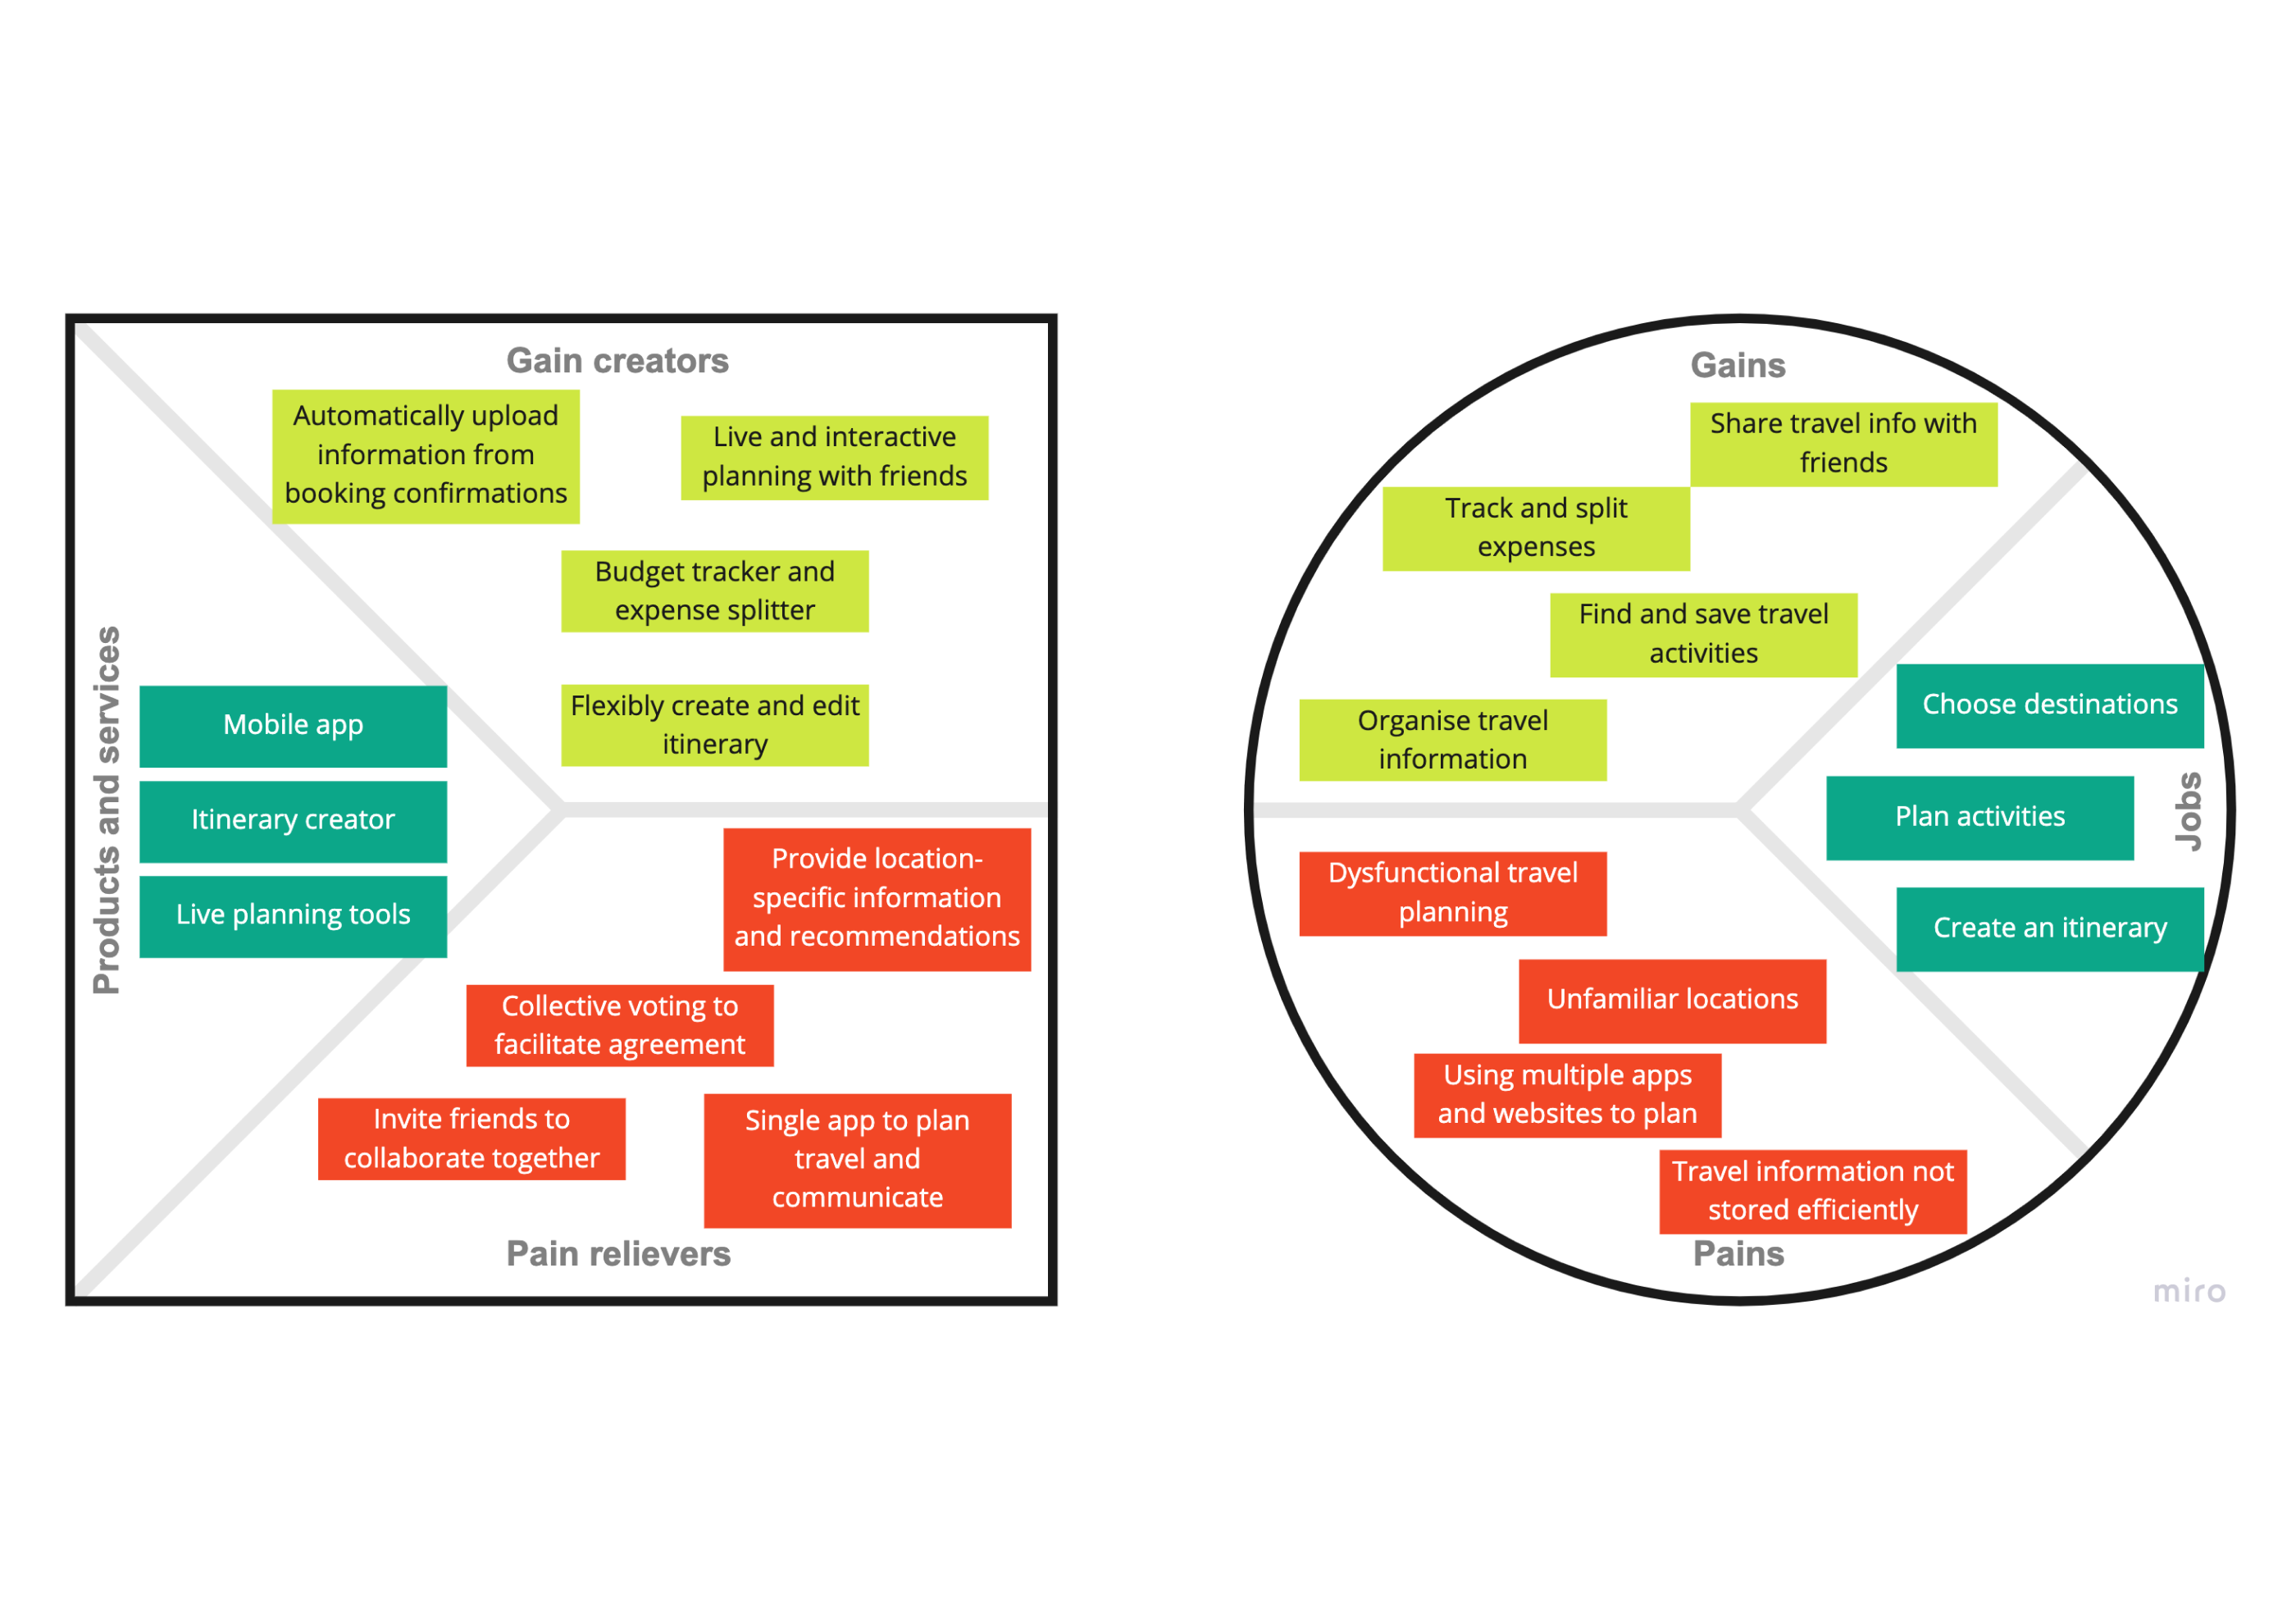 Gain creators
Automatically upload
information from
booking confirmations
Live and interactive
planning with friends
Budget tracker and
expense splitter
Flexibly create and edit
itinerary
Products and services
Mobile app
Itinerary creator
Live planning tools
Provide location-
specific information
and recommendations
Collective voting to
facilitate agreement
Invite friends to
collaborate together
Single app to plan
travel and
communicate
Pain relievers
Gains
Share travel info with
friends
Track and split
expenses
Find and save travel
activities
Organise travel
information
Choose destinations
Plan activities
Create an itinerary
Jobs
Dysfunctional travel
planning
Unfamiliar locations
Using multiple apps
and websites to plan
Travel information not
stored efficiently
Pains
miro